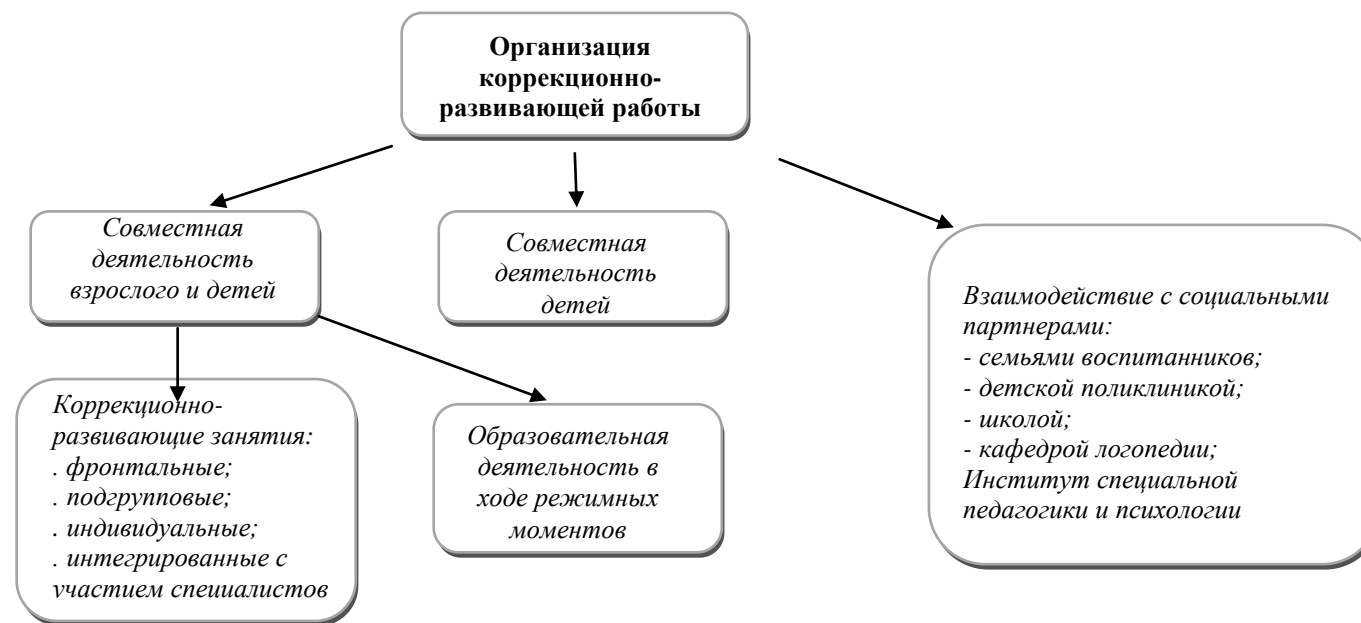 Организация
коррекционно-
развивающей работы
Совместная
деятельность
взрослого и детей
Совместная
деятельность
детей
Взаимодействие с социальными
партнерами:
- семьями воспитанников;
- детской поликлиникой;
- школой;
- кафедрой логопедии;
Институт специальной
педагогики и психологии
Коррекционно-
развивающие занятия:
. фронтальные;
. подгрупповые;
. индивидуальные;
. интегрированные с
участием специалистов
Образовательная
деятельность в
ходе режимных
моментов